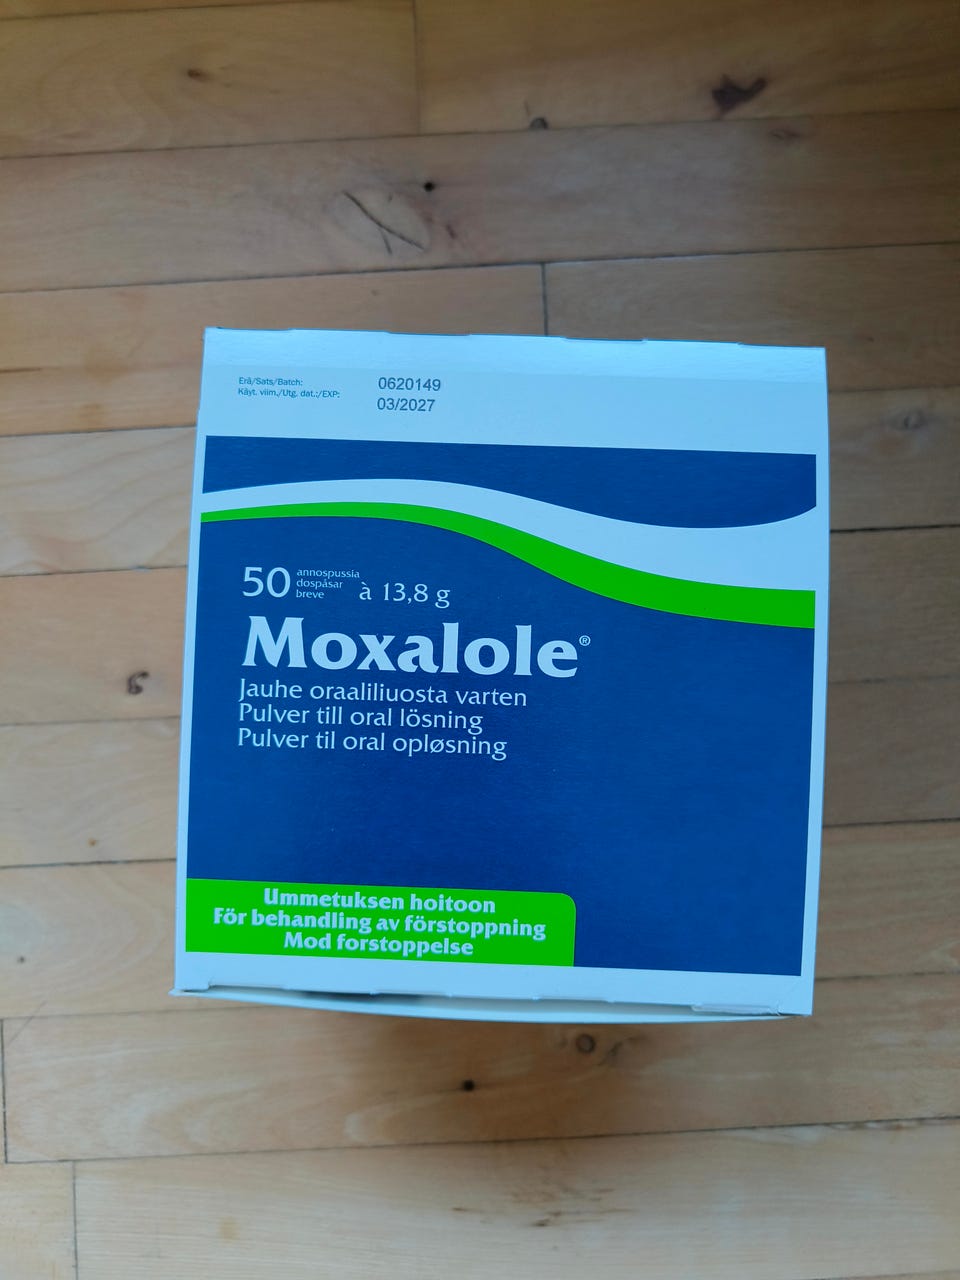 Erä/Sats/Batch: 0620149
Käyt. viim./Utg. dat.:/EXP: 03/2027
50 annospussia
dospåsar
breve
à 13,8 g
Moxalole®
Jauhe oraaliliuosta varten
Pulver till oral lösning
Pulver til oral opløsning
Ummetuksen hoitoon
För behandling av förstoppning
Mod forstoppelse